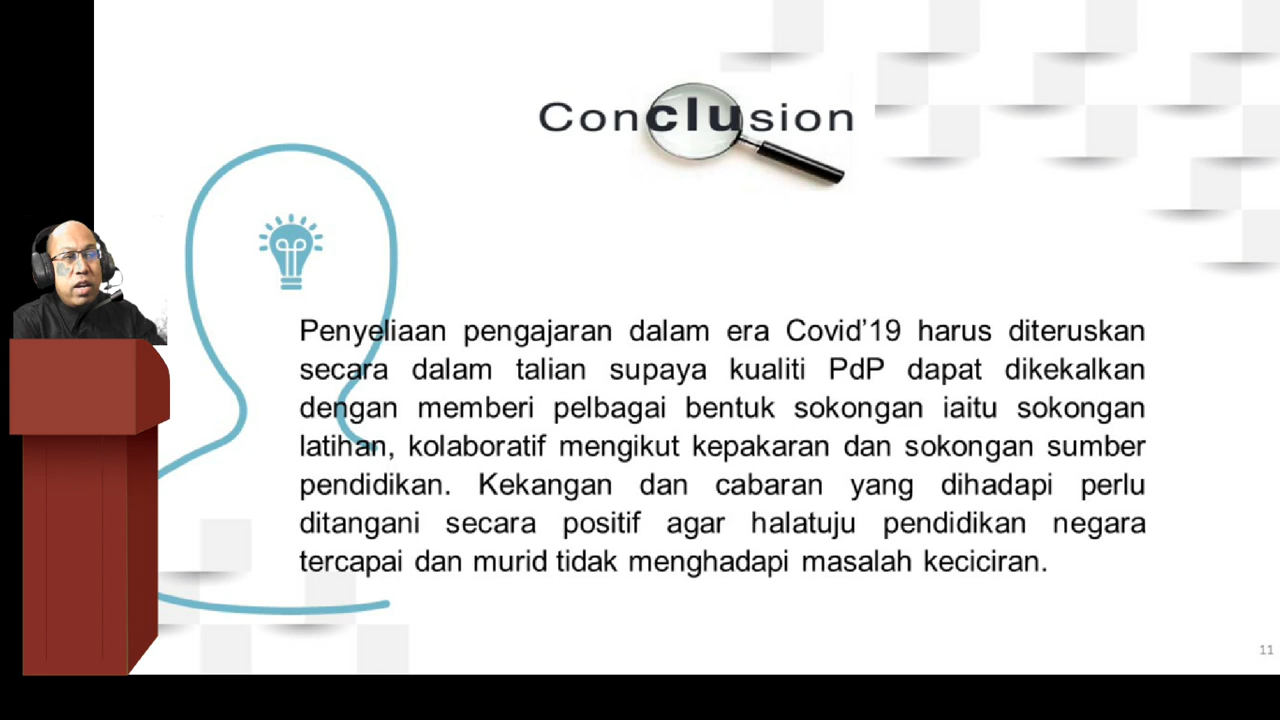 Conclusion
Penyeliaan pengajaran dalam era Covid’19 harus diteruskan
secara dalam talian supaya kualiti PdP dapat dikekalkan
dengan memberi pelbagai bentuk sokongan iaitu sokongan
latihan, kolaboratif mengikut kepakaran dan sokongan sumber
pendidikan. Kekangan dan cabaran yang dihadapi perlu
ditangani secara positif agar halatuju pendidikan negara
tercapai dan murid tidak menghadapi masalah keciciran.
11